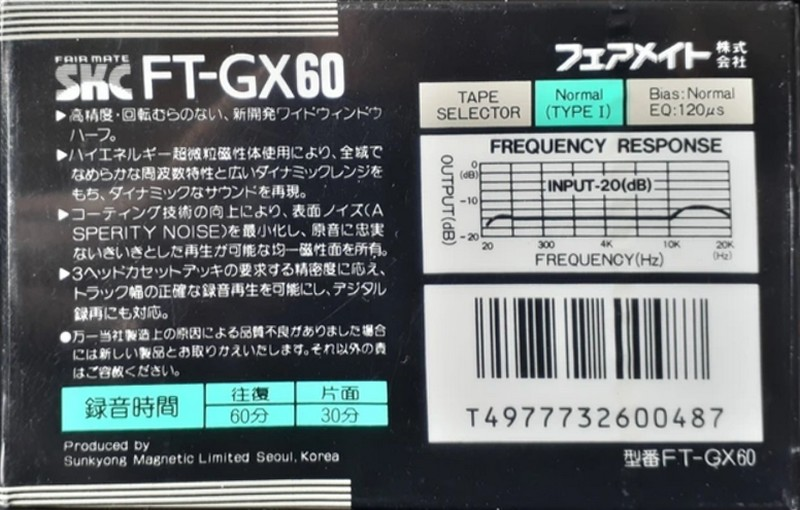 FAIR MATE
SKC FT-GX60
▶高精度・回転むらのない、新開発ワイドウィンドウ
ハーフ。
▶ハイエネルギー超微粒磁性体使用により、全域で
なめらかな周波数特性と広いダイナミックレンジを
もち、ダイナミックなサウンドを再現。
▶コーティング技術の向上により、表面ノイズ(A
SPERITY NOISE)を最小化し、原音に忠実
ないきいきとした再生が可能な均一磁性面を所有。
▶3ヘッドカセットデッキの要求する精密度に応え、
トラック幅の正確な録音再生を可能にし、デジタル
録再にも対応。
●万一当社製造上の原因による品質不良がありました場合
には新しい製品とお取りかえいたします。それ以外の責
はご容赦ください。
録音時間
往復 片面
60分 30分
Produced by
Sunkyong Magnetic Limited Seoul, Korea
フェアメイト株式会社
TAPE SELECTOR
Normal (TYPE I)
Bias: Normal
EQ: 120μs
FREQUENCY RESPONSE
OUTPUT(dB)
0
(dB)
-10
-20
INPUT-20(dB)
20 300 4K 10K 20K
(Hz)
FREQUENCY(Hz)
T4977732600487
型番FT-GX60